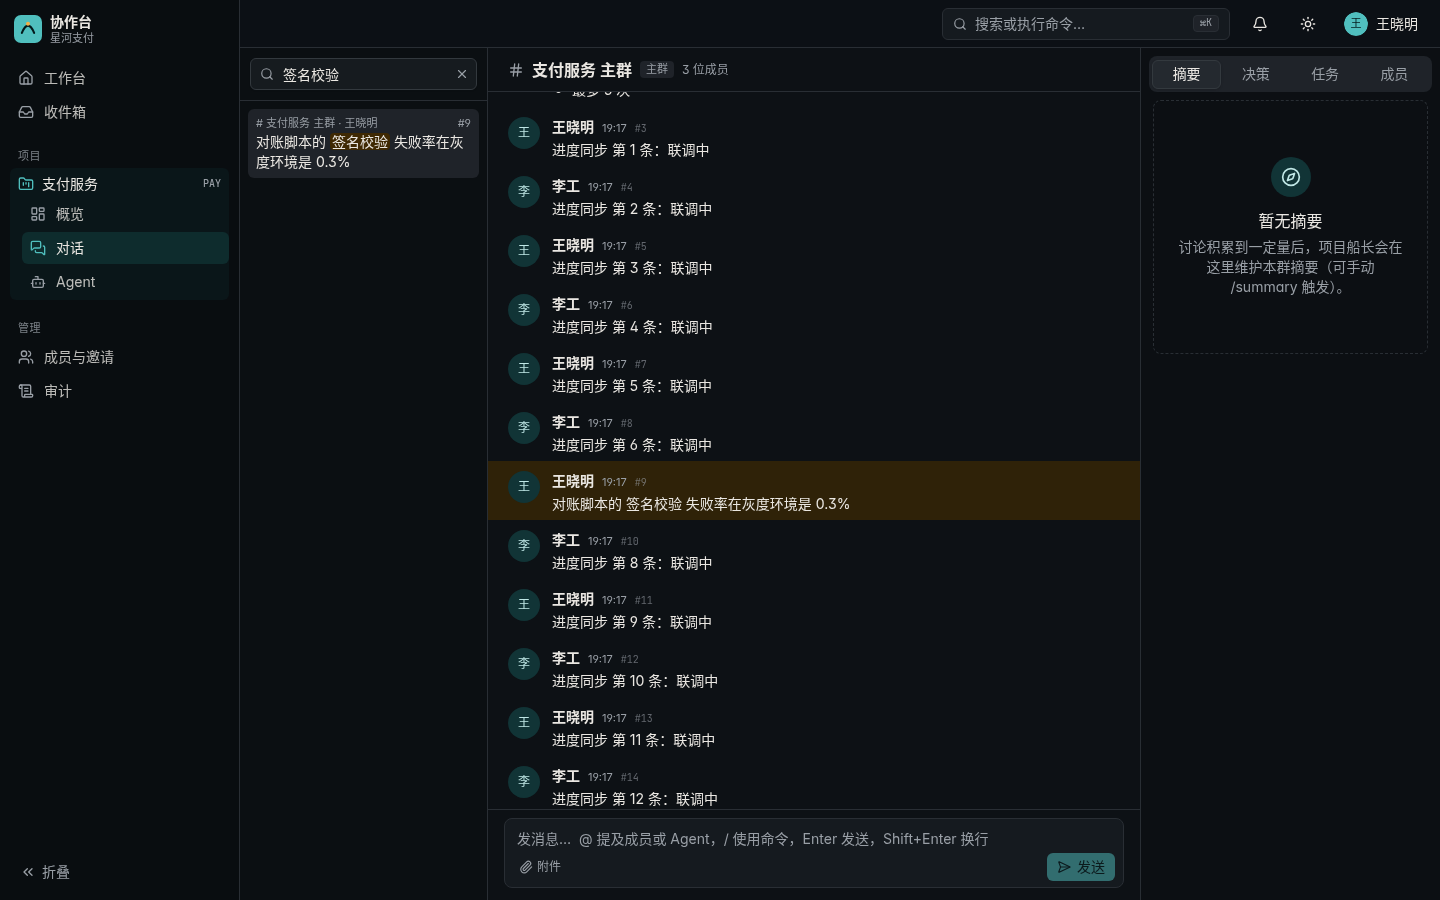 协作台
星河支付
工作台
收件箱
项目
支付服务 PAY
概览
对话
Agent
管理
成员与邀请
审计
折叠
搜索或执行命令... ⌘K
王 王晓明
签名校验
# 支付服务 主群 · 王晓明 #9
对账脚本的 签名校验 失败率在灰
度环境是 0.3%
支付服务 主群 主群 3 位成员
王 王晓明 19:17 #3
进度同步 第 1 条：联调中
李 李工 19:17 #4
进度同步 第 2 条：联调中
王 王晓明 19:17 #5
进度同步 第 3 条：联调中
李 李工 19:17 #6
进度同步 第 4 条：联调中
王 王晓明 19:17 #7
进度同步 第 5 条：联调中
李 李工 19:17 #8
进度同步 第 6 条：联调中
王 王晓明 19:17 #9
对账脚本的 签名校验 失败率在灰度环境是 0.3%
李 李工 19:17 #10
进度同步 第 8 条：联调中
王 王晓明 19:17 #11
进度同步 第 9 条：联调中
李 李工 19:17 #12
进度同步 第 10 条：联调中
王 王晓明 19:17 #13
进度同步 第 11 条：联调中
李 李工 19:17 #14
进度同步 第 12 条：联调中
发消息... @ 提及成员或 Agent，/ 使用命令，Enter 发送，Shift+Enter 换行
附件
发送
摘要 决策 任务 成员
暂无摘要
讨论积累到一定量后，项目船长会在
这里维护本群摘要（可手动
/summary 触发）。